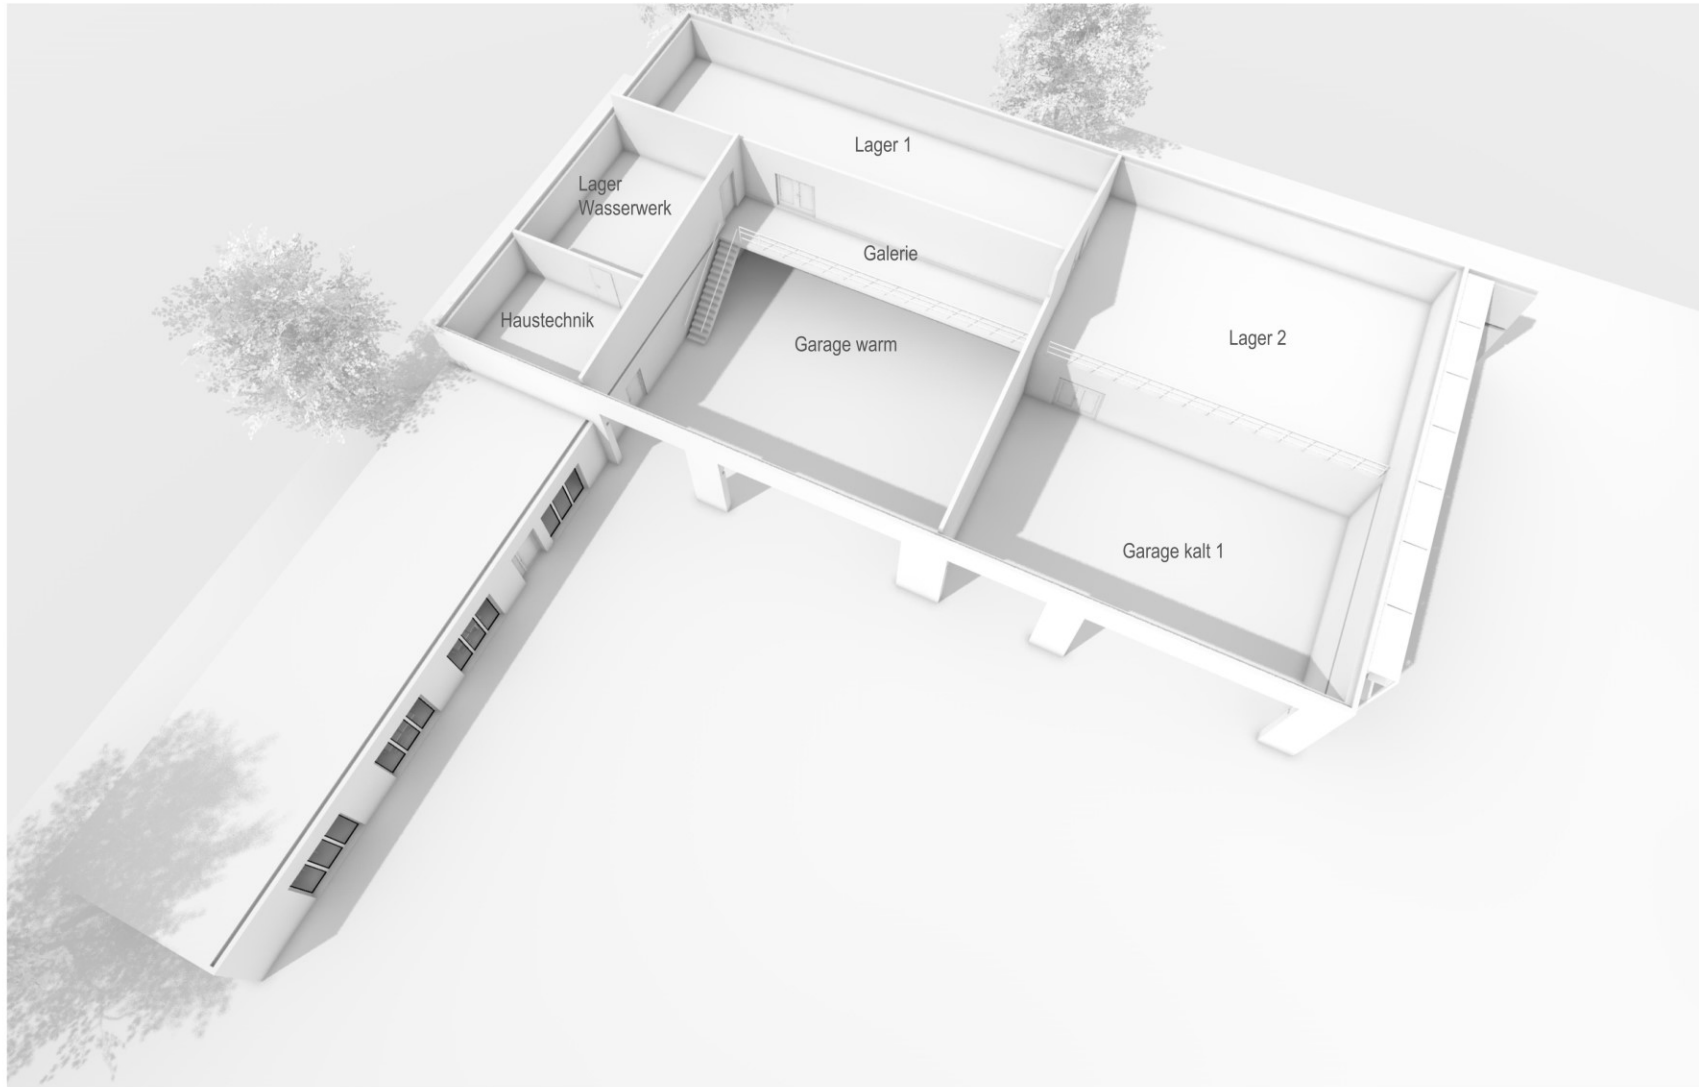 Lager 1
Lager
Wasserwerk
Galerie
Haustechnik
Garage warm
Lager 2
Garage kalt 1